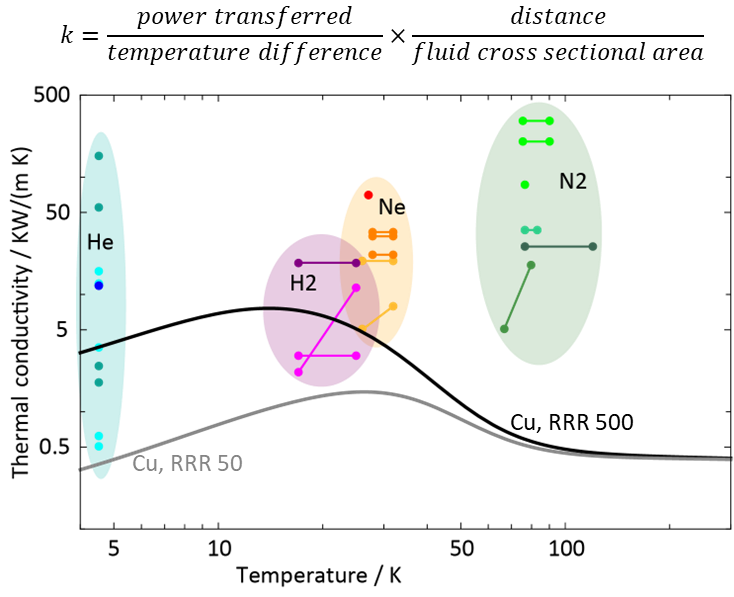 k = power transferred / temperature difference × distance / fluid cross sectional area
500
50
5
0.5
Thermal conductivity / KW/(m K)
He
H2
Ne
N2
Cu, RRR 500
Cu, RRR 50
5
10
50
100
Temperature / K